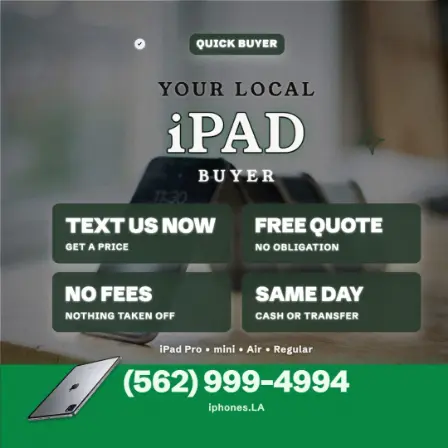 QUICK BUYER
YOUR LOCAL
iPAD
BUYER
TEXT US NOW
GET A PRICE
FREE QUOTE
NO OBLIGATION
NO FEES
NOTHING TAKEN OFF
SAME DAY
CASH OR TRANSFER
iPad Pro • mini • Air • Regular
(562) 999-4994
iphones.LA